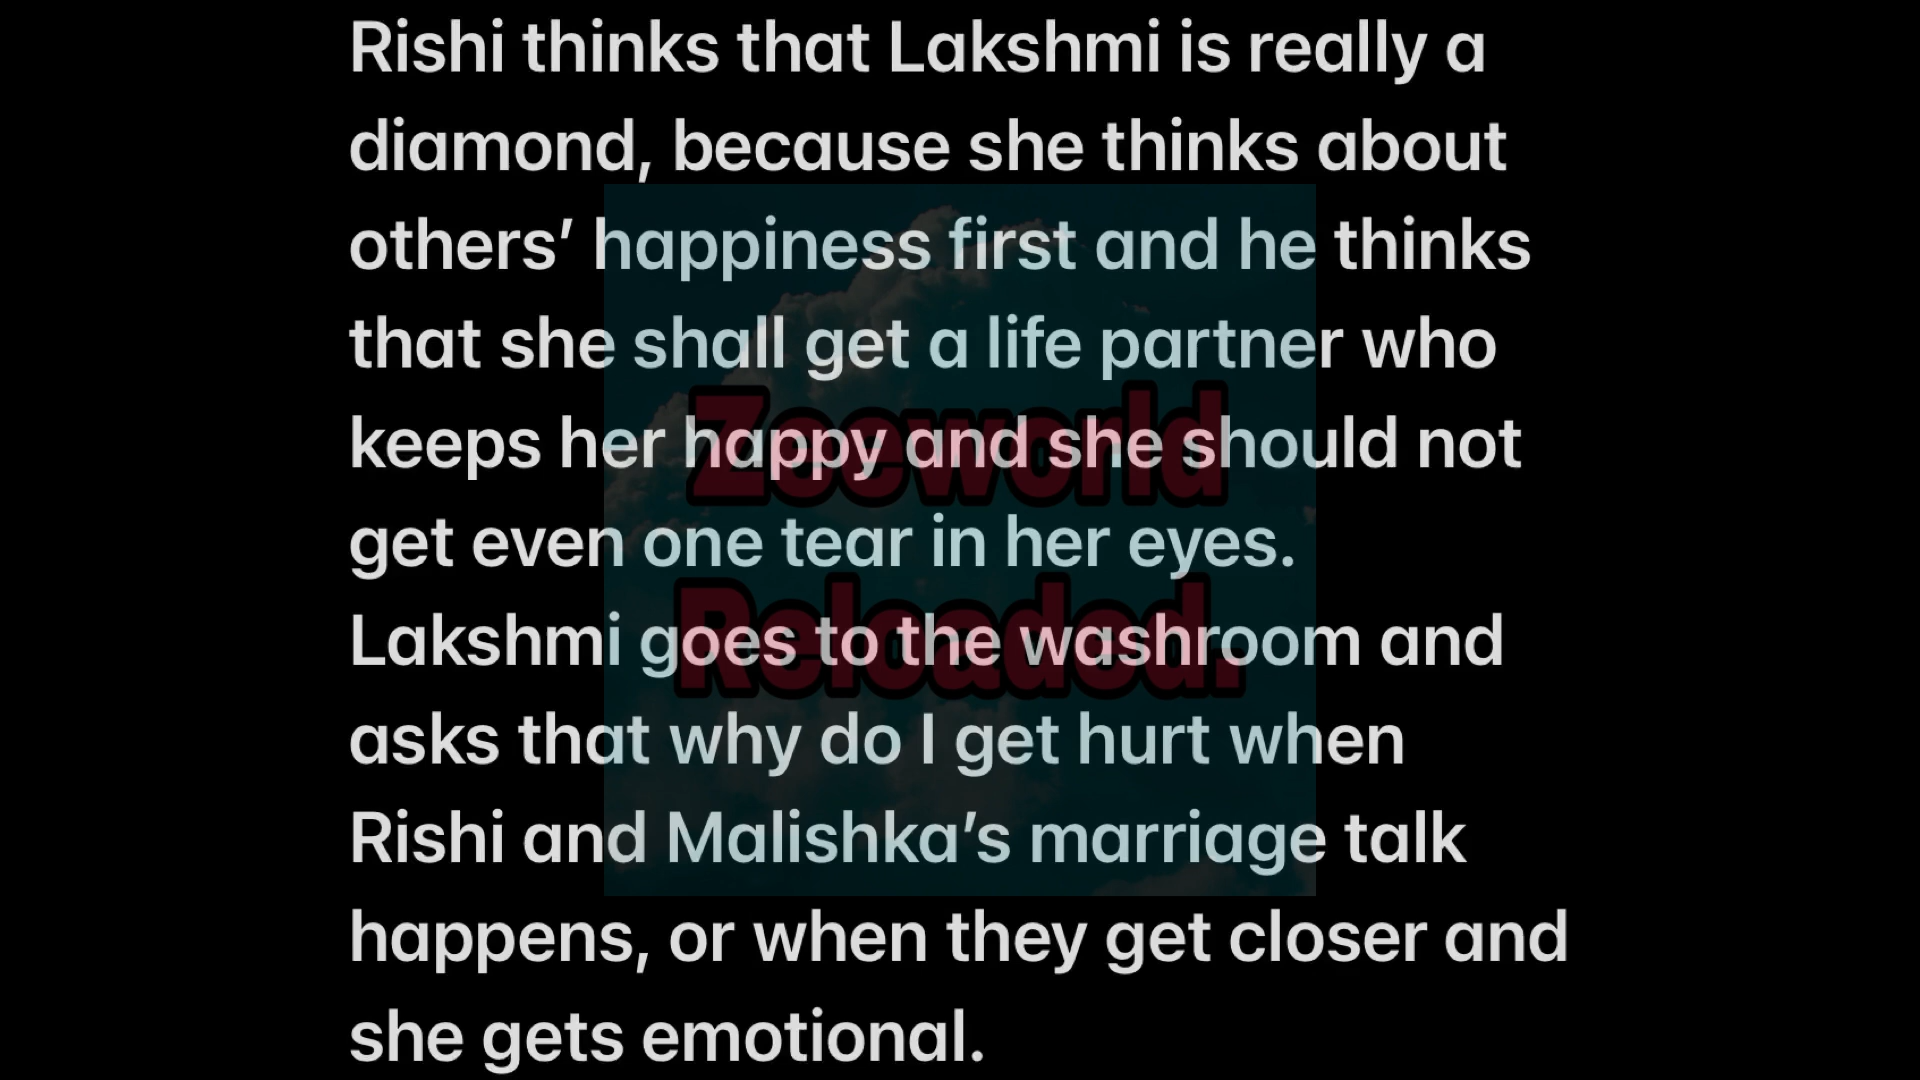 Rishi thinks that Lakshmi is really a
diamond, because she thinks about
others’ happiness first and he thinks
that she shall get a life partner who
keeps her happy and she should not
get even one tear in her eyes.
Lakshmi goes to the washroom and
asks that why do I get hurt when
Rishi and Malishka’s marriage talk
happens, or when they get closer and
she gets emotional.
Zeeworld
Reloaded.